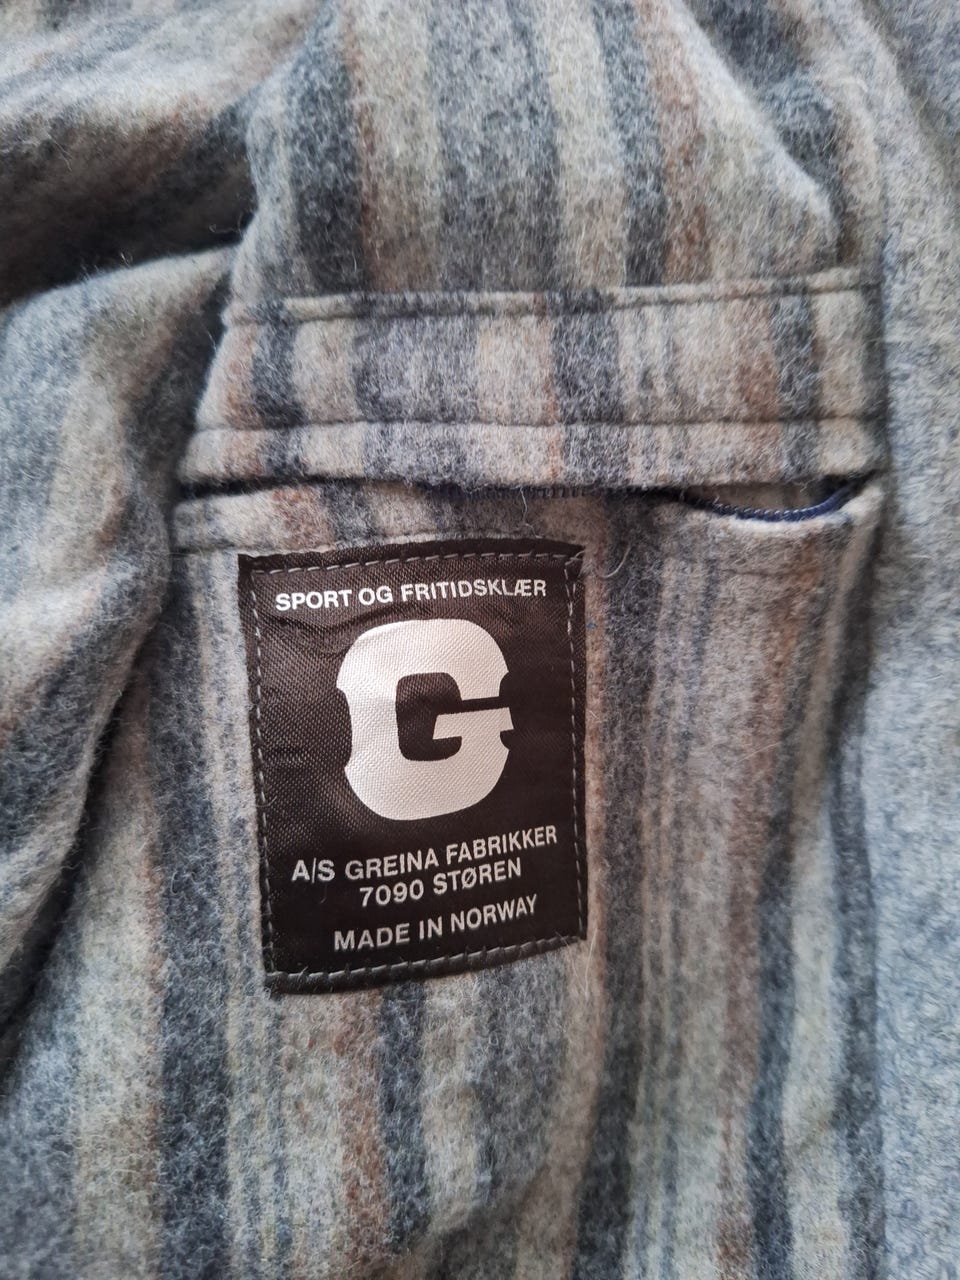 SPORT OG FRITIDSKLÆR
G
A/S GREINA FABRIKKER
7090 STØREN
MADE IN NORWAY